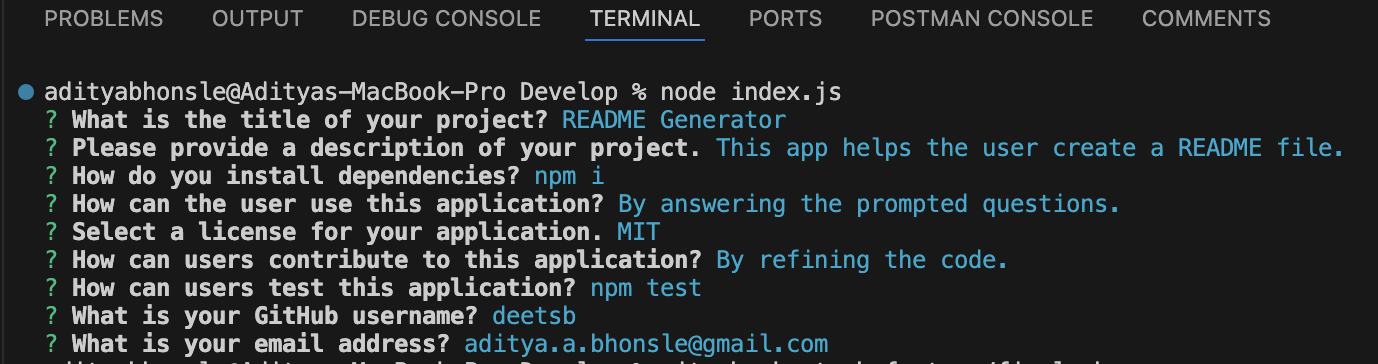 PROBLEMS OUTPUT DEBUG CONSOLE TERMINAL PORTS POSTMAN CONSOLE COMMENTS
adityabhonsle@Adityas-MacBook-Pro Develop % node index.js
? What is the title of your project? README Generator
? Please provide a description of your project. This app helps the user create a README file.
? How do you install dependencies? npm i
? How can the user use this application? By answering the prompted questions.
? Select a license for your application. MIT
? How can users contribute to this application? By refining the code.
? How can users test this application? npm test
? What is your GitHub username? deetsb
? What is your email address? aditya.a.bhonsle@gmail.com